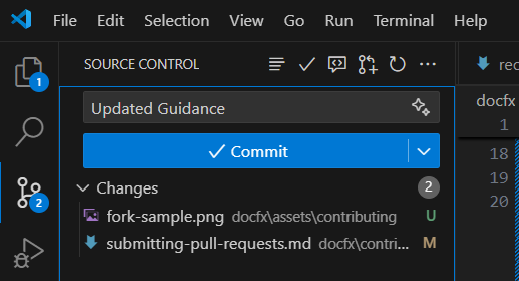 File Edit Selection View Go Run Terminal Help
SOURCE CONTROL
rec
1
Updated Guidance
docfx
1
Commit
18
Changes 2
19
fork-sample.png docfx\assets\contributing U
20
2
submitting-pull-requests.md docfx\contri... M